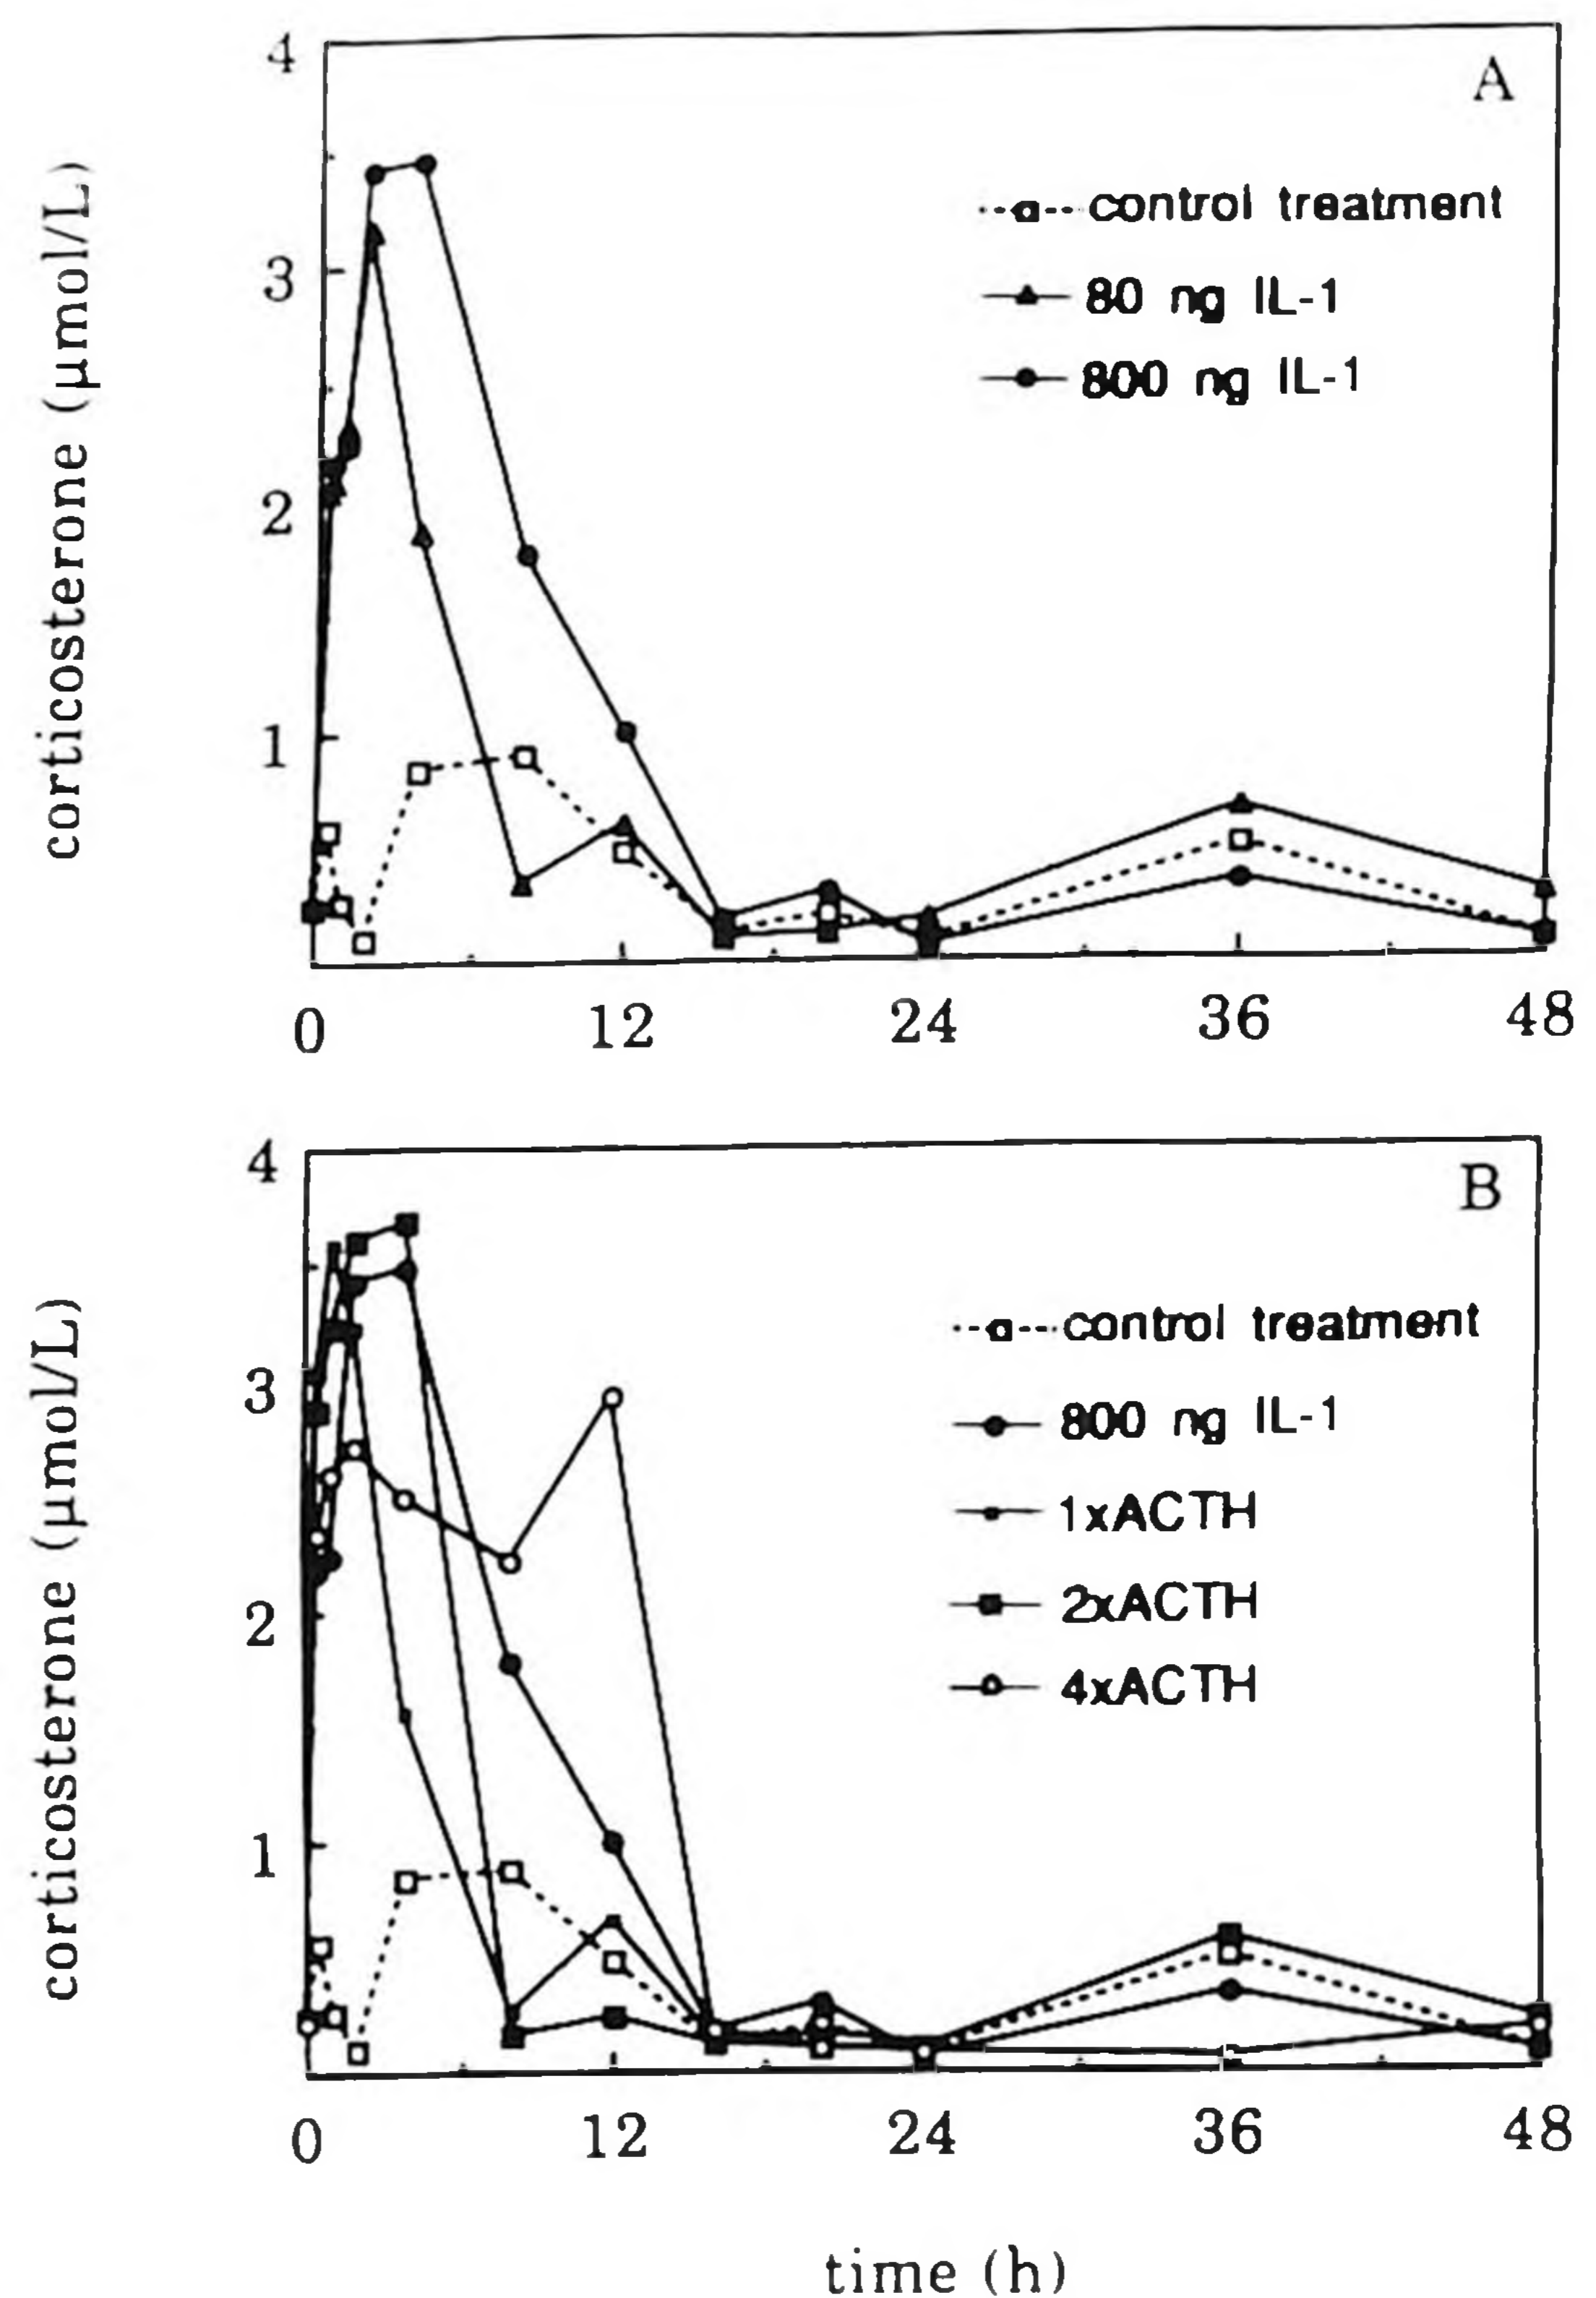 A
corticosterone (μmol/L)
4
3
2
1
control treatment
80 ng IL-1
800 ng IL-1
0 12 24 36 48
B
corticosterone (μmol/L)
4
3
2
1
control treatment
800 ng IL-1
1xACTH
2xACTH
4xACTH
0 12 24 36 48
time (h)